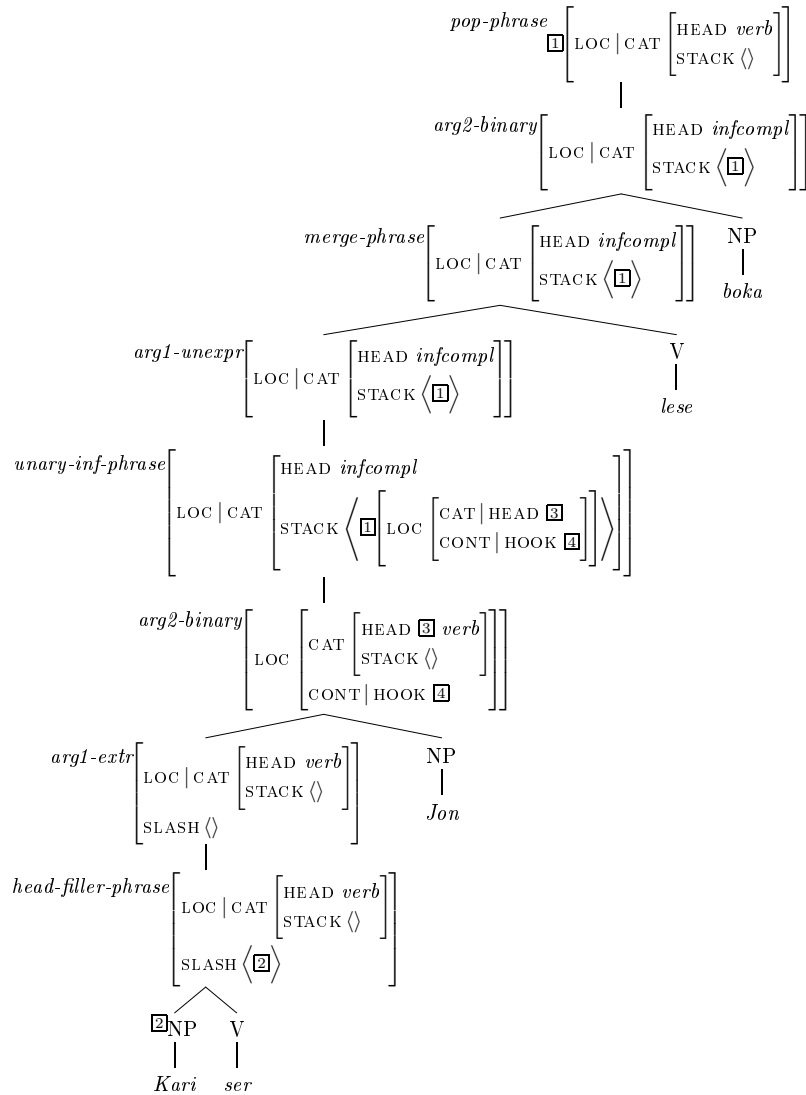 pop-phrase
1 LOC | CAT HEAD verb
STACK ⟨⟩
arg2-binary
LOC | CAT HEAD infcompl
STACK ⟨ 1 ⟩
merge-phrase
LOC | CAT HEAD infcompl
STACK ⟨ 1 ⟩
NP
boka
arg1-unexpr
LOC | CAT HEAD infcompl
STACK ⟨ 1 ⟩
V
lese
unary-inf-phrase
LOC | CAT HEAD infcompl
STACK ⟨ 1 LOC CAT | HEAD 3
CONT | HOOK 4 ⟩
arg2-binary
LOC CAT HEAD 3 verb
STACK ⟨⟩
CONT | HOOK 4
arg1-extr
LOC | CAT HEAD verb
STACK ⟨⟩
SLASH ⟨⟩
NP
Jon
head-filler-phrase
LOC | CAT HEAD verb
STACK ⟨⟩
SLASH ⟨ 2 ⟩
2 NP V
Kari ser